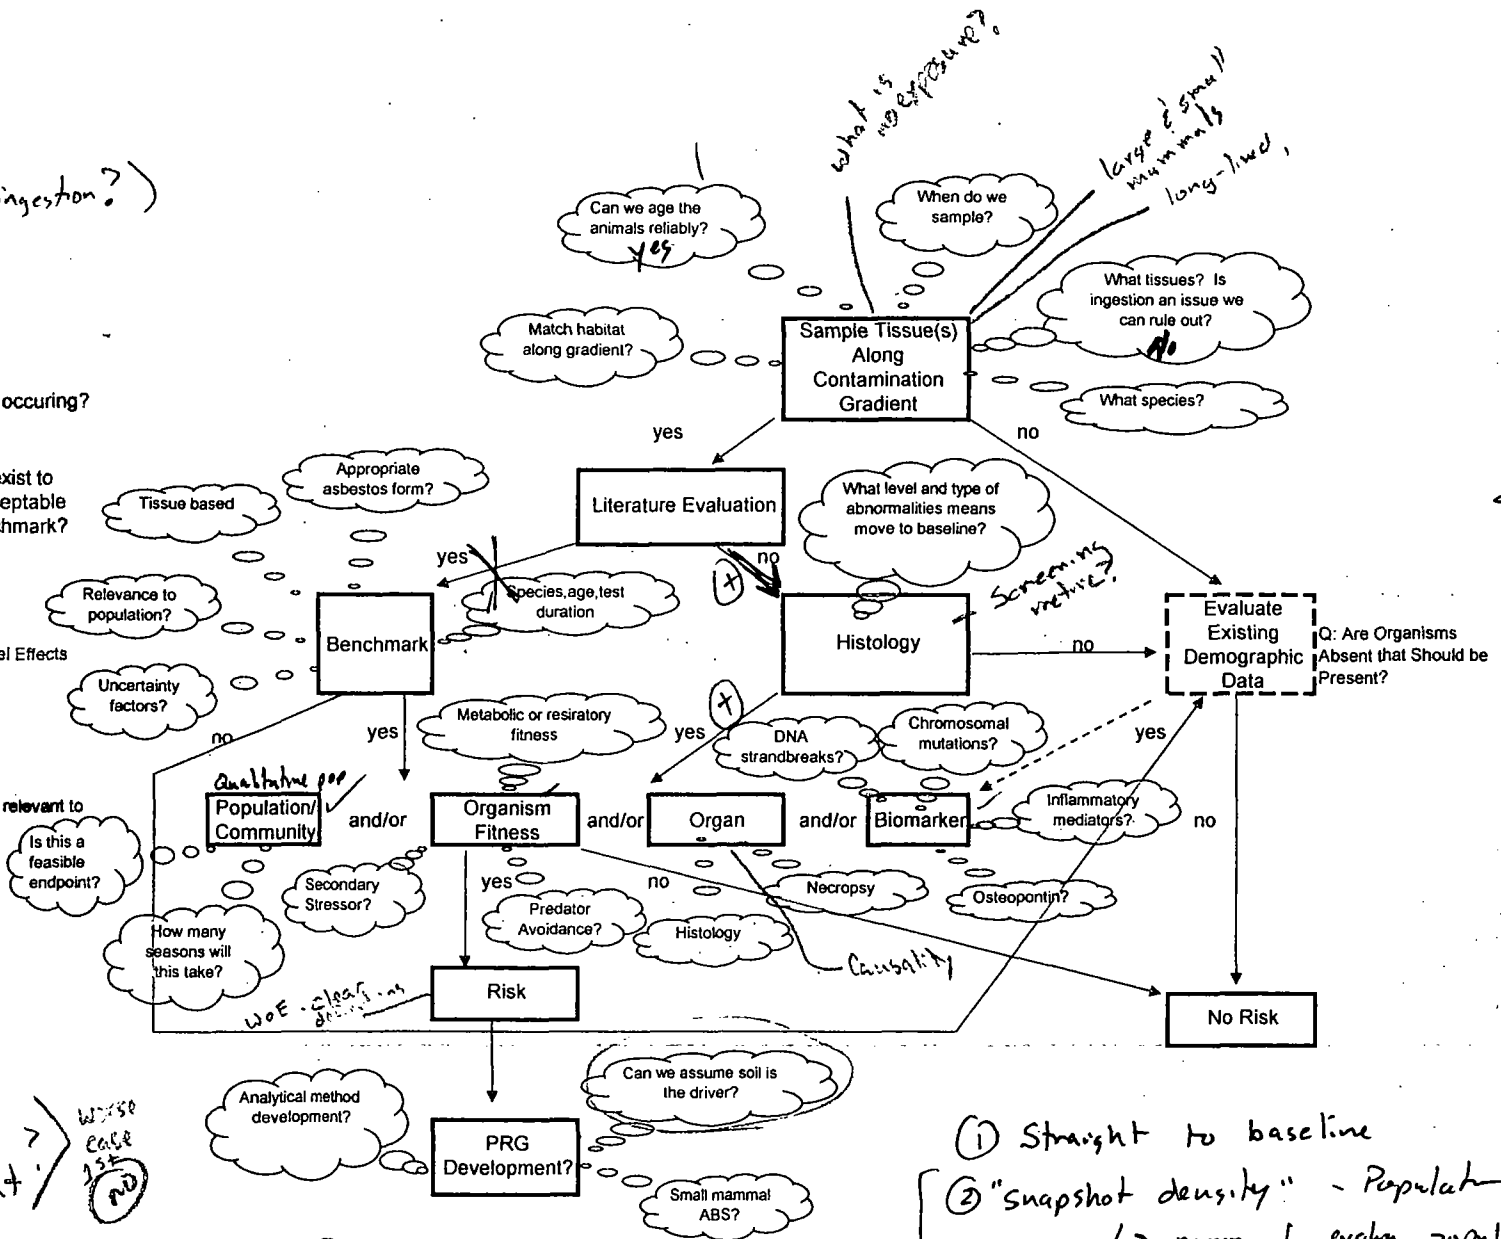 What is
no exposure?
large & small
mammals
long-lived,
ingestion?)
Can we age the
animals reliably?
yes
When do we
sample?
What tissues? Is
ingestion an issue we
can rule out?
No
Match habitat
along gradient?
Sample Tissue(s)
Along
Contamination
Gradient
What species?
occuring?
yes
no
exist to
eptable
hmark?
Tissue based
Appropriate
asbestos form?
Literature Evaluation
What level and type of
abnormalities means
move to baseline?
yes
no
+
Screening
metric?
Relevance to
population?
Species,age,test
duration
Benchmark
Histology
no
Evaluate
Existing
Demographic
Data
Q: Are Organisms
Absent that Should be
Present?
el Effects
Uncertainty
factors?
no
yes
Metabolic or resiratory
fitness
+
yes
DNA
strandbreaks?
Chromosomal
mutations?
yes
Qualitative pop
relevant to
Population/
Community
and/or
Organism
Fitness
and/or
Organ
and/or
Biomarker
Inflammatory
mediators?
no
Is this a
feasible
endpoint?
Secondary
Stressor?
yes
no
Necropsy
Osteopontin?
How many
seasons will
this take?
Predator
Avoidance?
Histology
Causality
Risk
WOE - clear
No Risk
Can we assume soil is
the driver?
Analytical method
development?
PRG
Development?
Small mammal
ABS?
?
worse
case
1st
NO
① Straight to baseline
② "snapshot density" - Populat